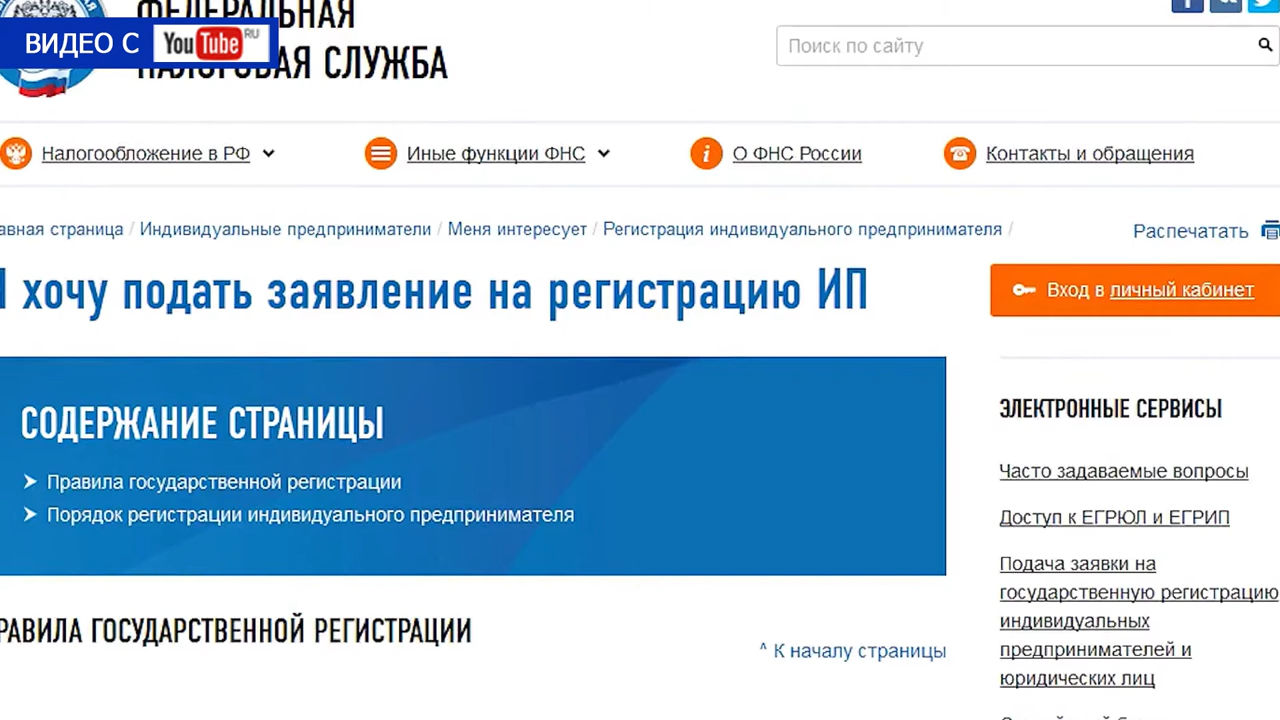 ФЕДЕРАЛЬНАЯ
ВИДЕО С YouTube RU
НАЛОГОВАЯ СЛУЖБА
Поиск по сайту
Налогообложение в РФ
Иные функции ФНС
О ФНС России
Контакты и обращения
авная страница / Индивидуальные предприниматели / Меня интересует / Регистрация индивидуального предпринимателя /
Распечатать
хочу подать заявление на регистрацию ИП
Вход в личный кабинет
СОДЕРЖАНИЕ СТРАНИЦЫ
Правила государственной регистрации
Порядок регистрации индивидуального предпринимателя
РАВИЛА ГОСУДАРСТВЕННОЙ РЕГИСТРАЦИИ
^ К началу страницы
ЭЛЕКТРОННЫЕ СЕРВИСЫ
Часто задаваемые вопросы
Доступ к ЕГРЮЛ и ЕГРИП
Подача заявки на
государственную регистрацию
индивидуальных
предпринимателей и
юридических лиц